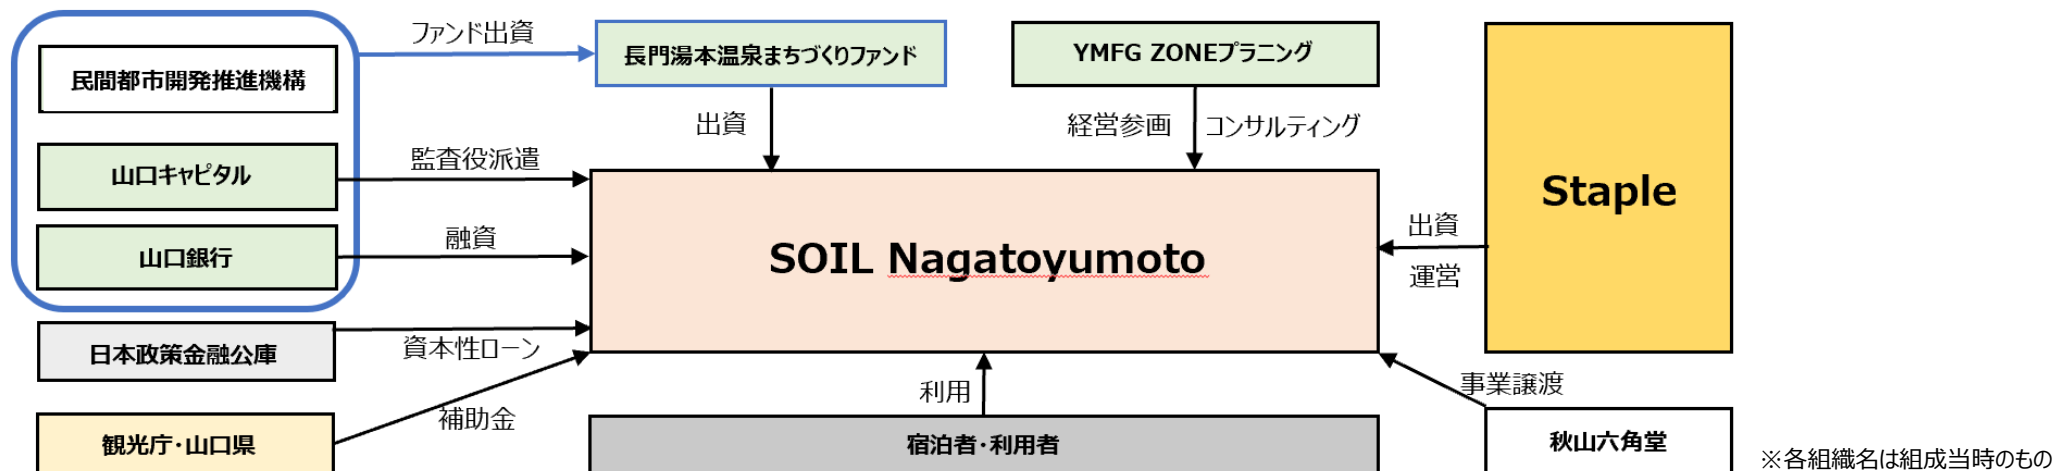 ファンド出資
民間都市開発推進機構
長門湯本温泉まちづくりファンド
YMFG ZONEプラニング
出資
経営参画
コンサルティング
山口キャピタル
監査役派遣
山口銀行
融資
SOIL Nagatoyumoto
Staple
出資
運営
日本政策金融公庫
資本性ローン
観光庁・山口県
補助金
利用
宿泊者・利用者
事業譲渡
秋山六角堂
※各組織名は組成当時のもの